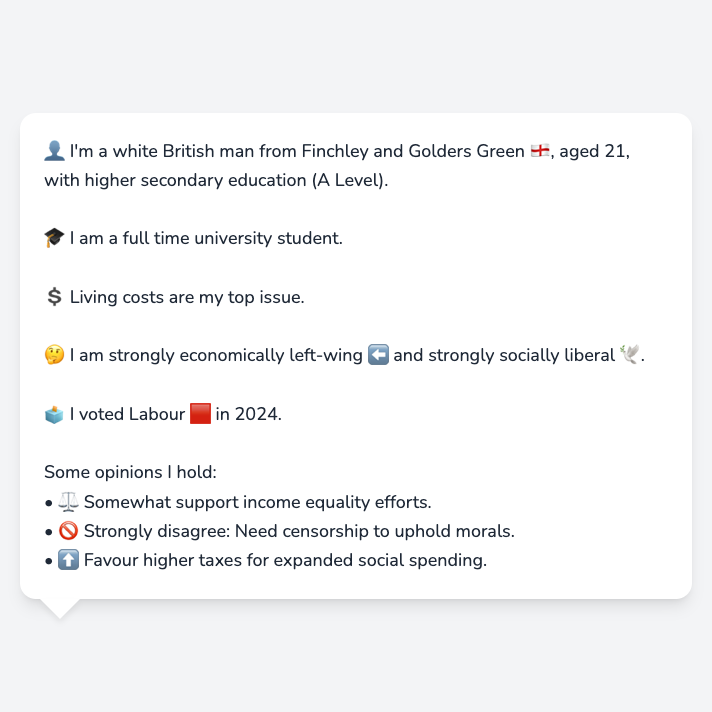 👤 I'm a white British man from Finchley and Golders Green 🏴󠁧󠁢󠁥󠁮󠁧󠁿, aged 21,
with higher secondary education (A Level).
🎓 I am a full time university student.
💲 Living costs are my top issue.
🤔 I am strongly economically left-wing ⬅️ and strongly socially liberal 🕊️.
🗳️ I voted Labour 🟥 in 2024.
Some opinions I hold:
• ⚖️ Somewhat support income equality efforts.
• 🚫 Strongly disagree: Need censorship to uphold morals.
• ⬆️ Favour higher taxes for expanded social spending.